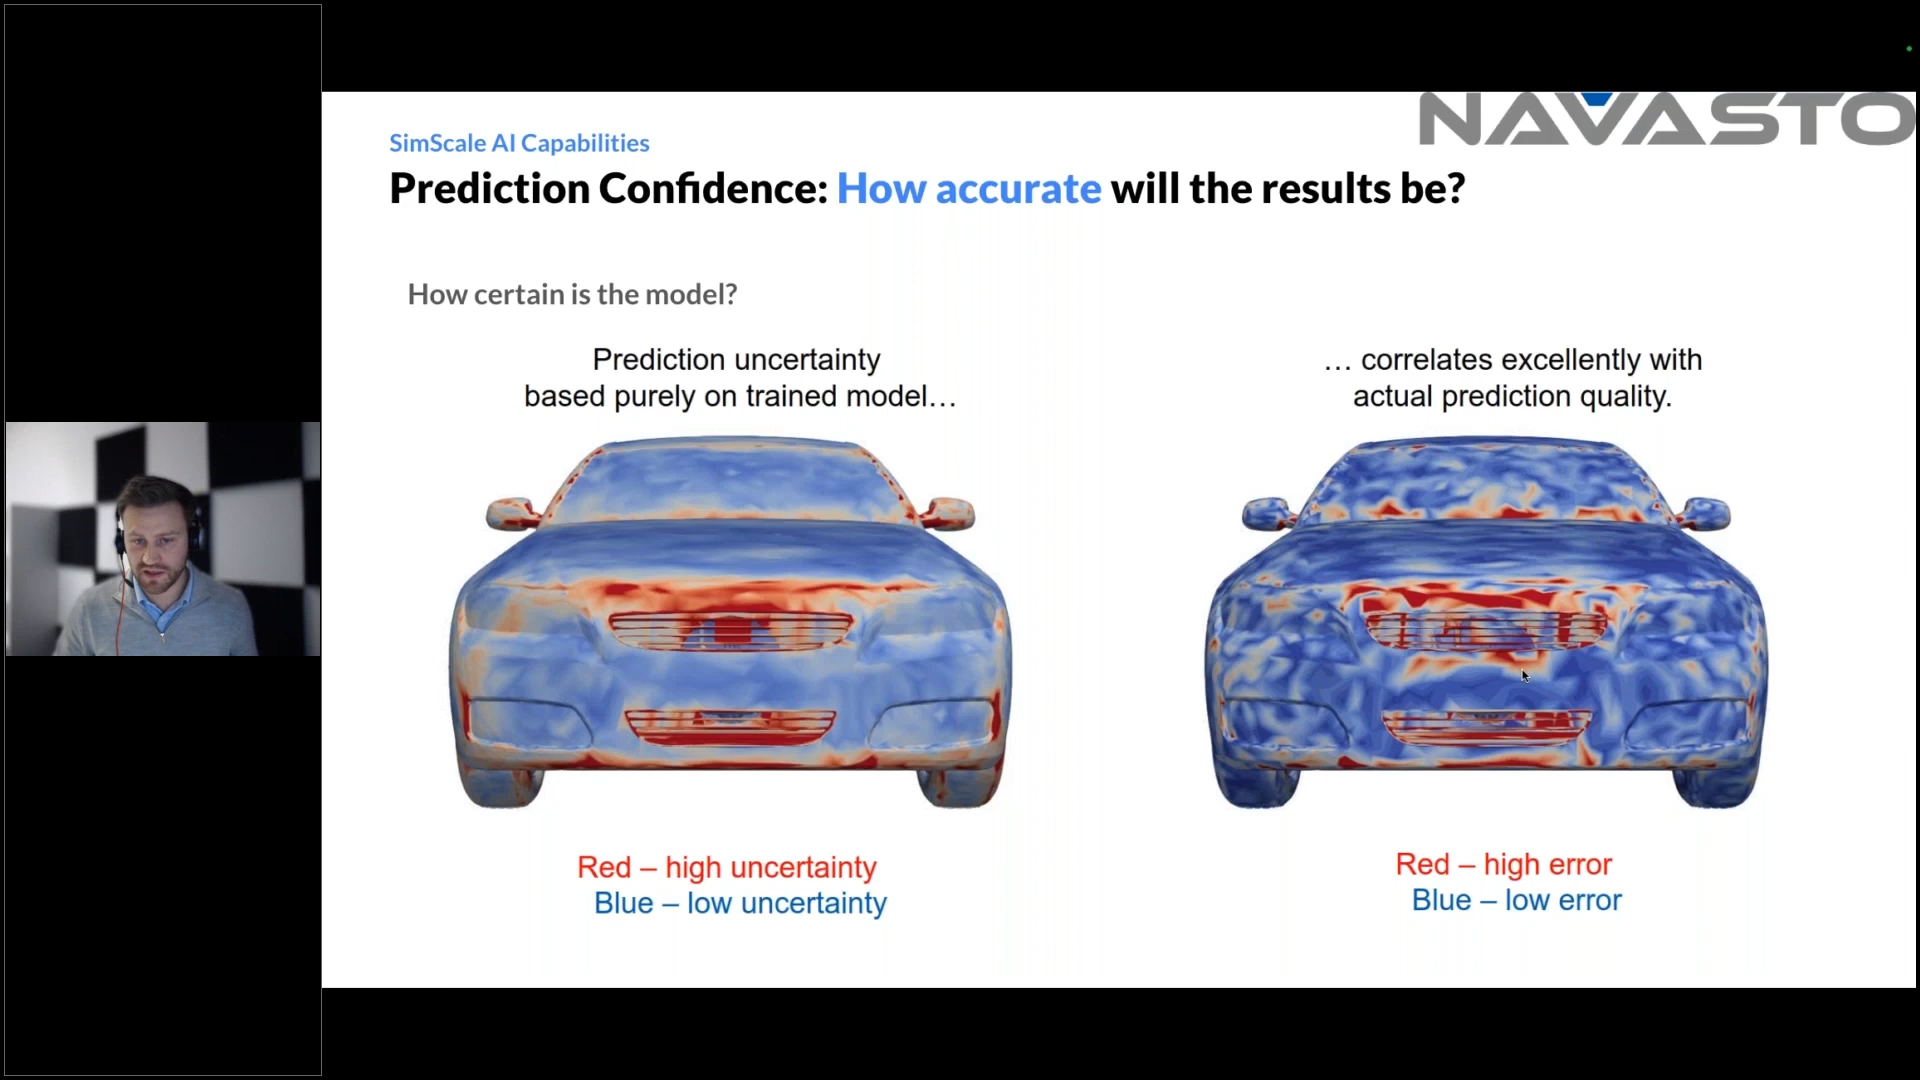 NAVASTO
SimScale AI Capabilities
Prediction Confidence: How accurate will the results be?
How certain is the model?
Prediction uncertainty
based purely on trained model…
… correlates excellently with
actual prediction quality.
Red – high uncertainty
Blue – low uncertainty
Red – high error
Blue – low error